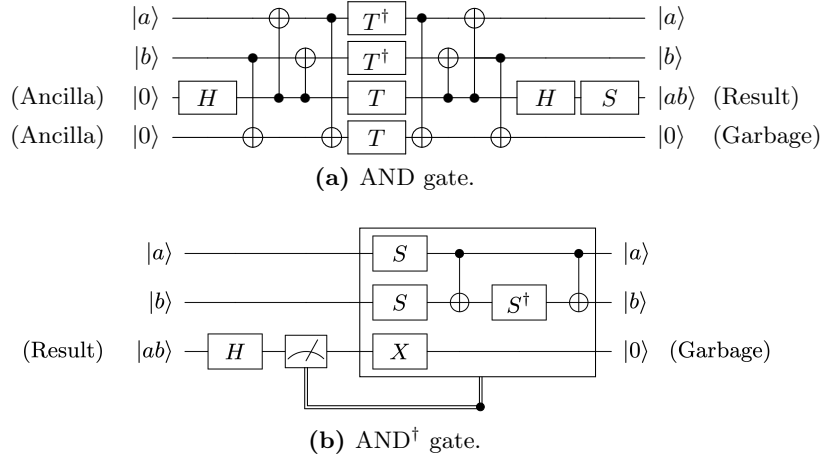 |a⟩ T† |a⟩
|b⟩ T† |b⟩
(Ancilla) |0⟩ H T H S |ab⟩ (Result)
(Ancilla) |0⟩ T |0⟩ (Garbage)
(a) AND gate.
|a⟩ S |a⟩
|b⟩ S S† |b⟩
(Result) |ab⟩ H X |0⟩ (Garbage)
(b) AND† gate.